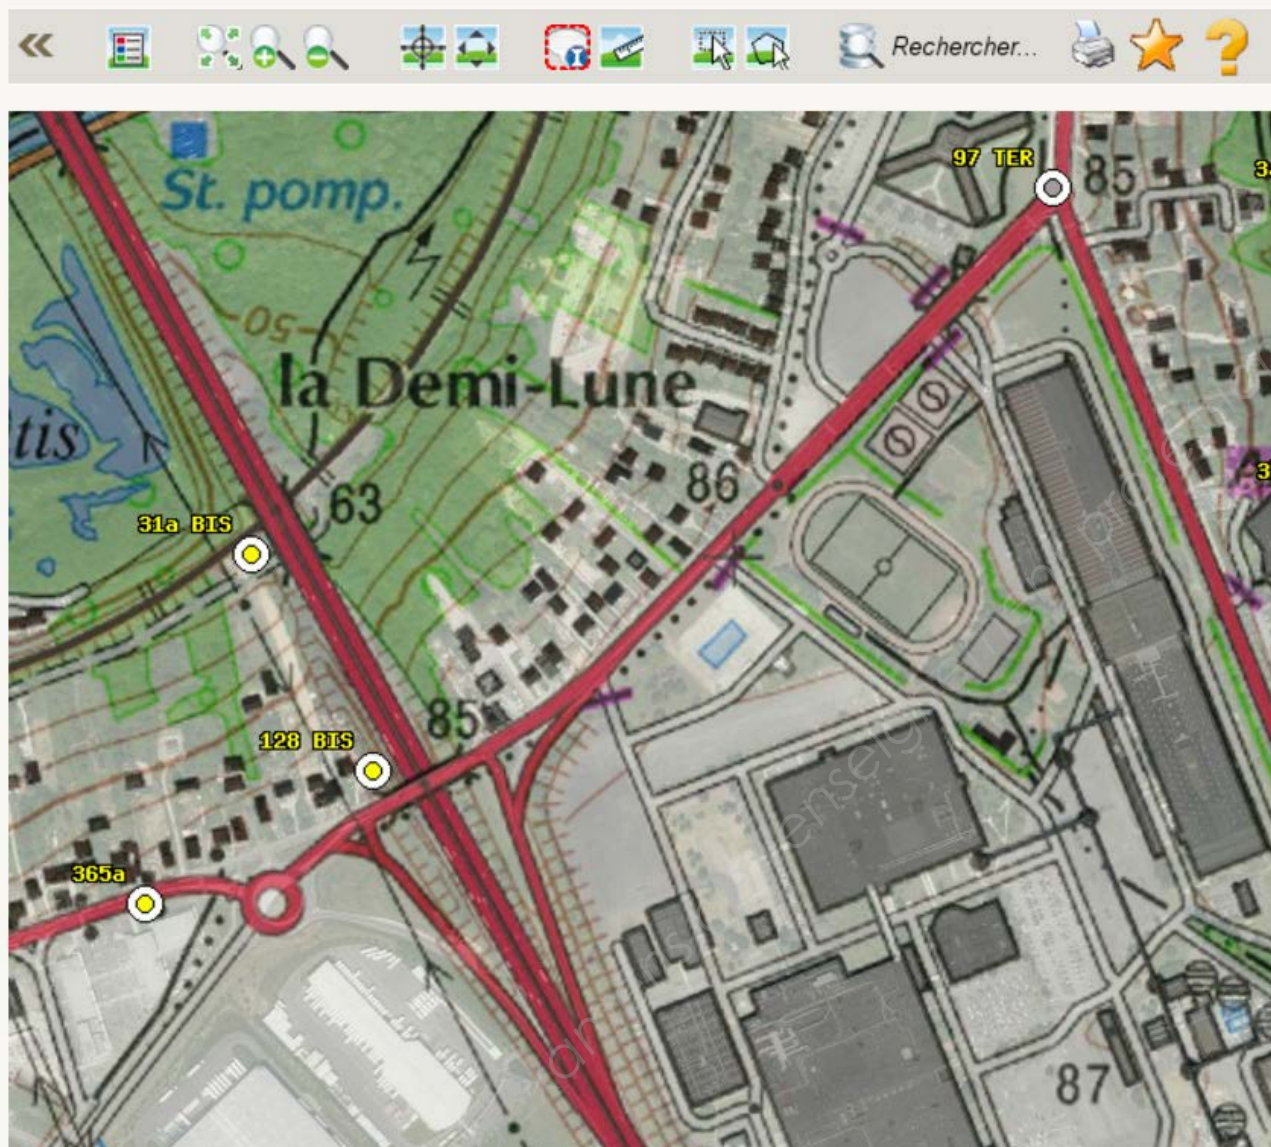 Rechercher...
97 TER
85
St. pomp.
50
la Demi-Lune
tis
86
63
31a BIS
85
128 BIS
365a
87